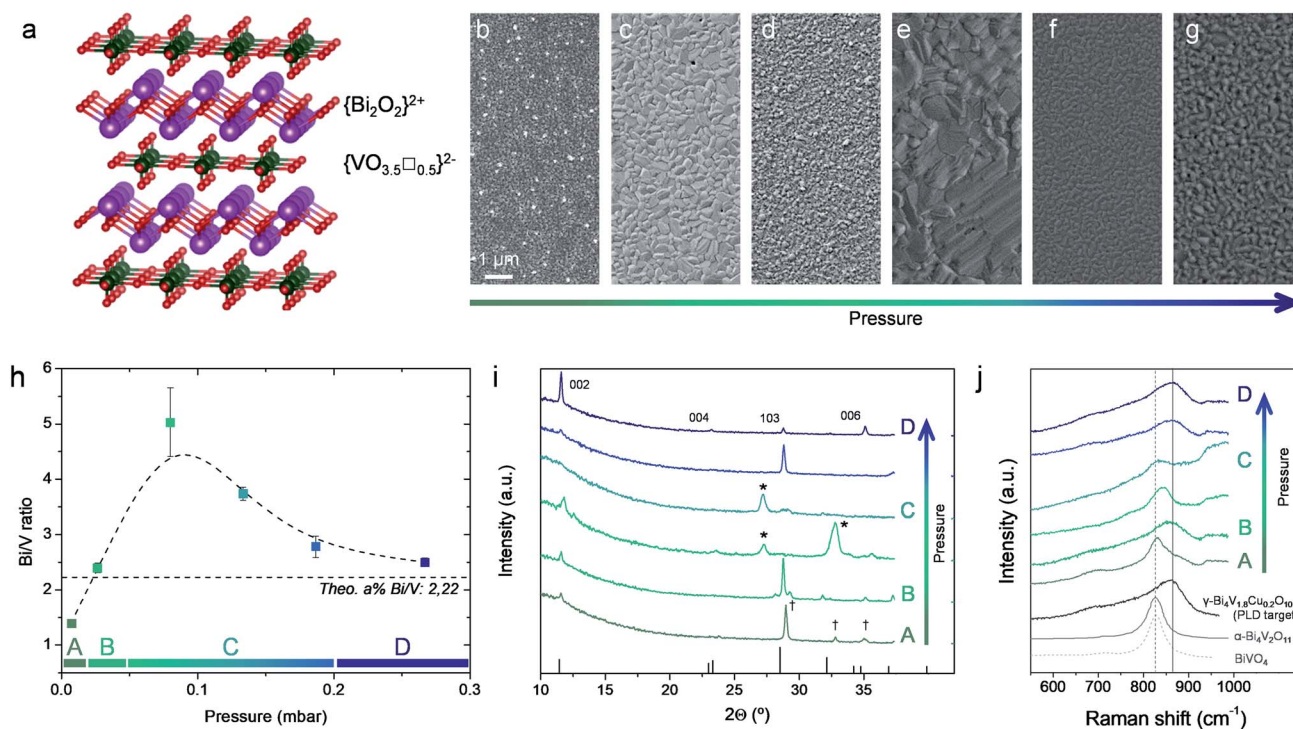 a
{Bi₂O₂}²⁺
{VO₃.₅□₀.₅}²⁻
b
c
d
e
f
g
1 µm
Pressure
h
Bi/V ratio
6
5
4
3
2
1
Theo. a% Bi/V: 2,22
A B C D
0.0 0.1 0.2 0.3
Pressure (mbar)
i
Intensity (a.u.)
002
004
103
006
D
*
C
*
*
B
†
†
†
A
Pressure
10 15 20 25 30 35
2Θ (º)
j
Intensity (a.u.)
D
C
B
A
Pressure
γ-Bi₄V₁.₈Cu₀.₂O₁₀
(PLD target
α-Bi₄V₂O₁₁
BiVO₄
600 700 800 900 1000
Raman shift (cm⁻¹)